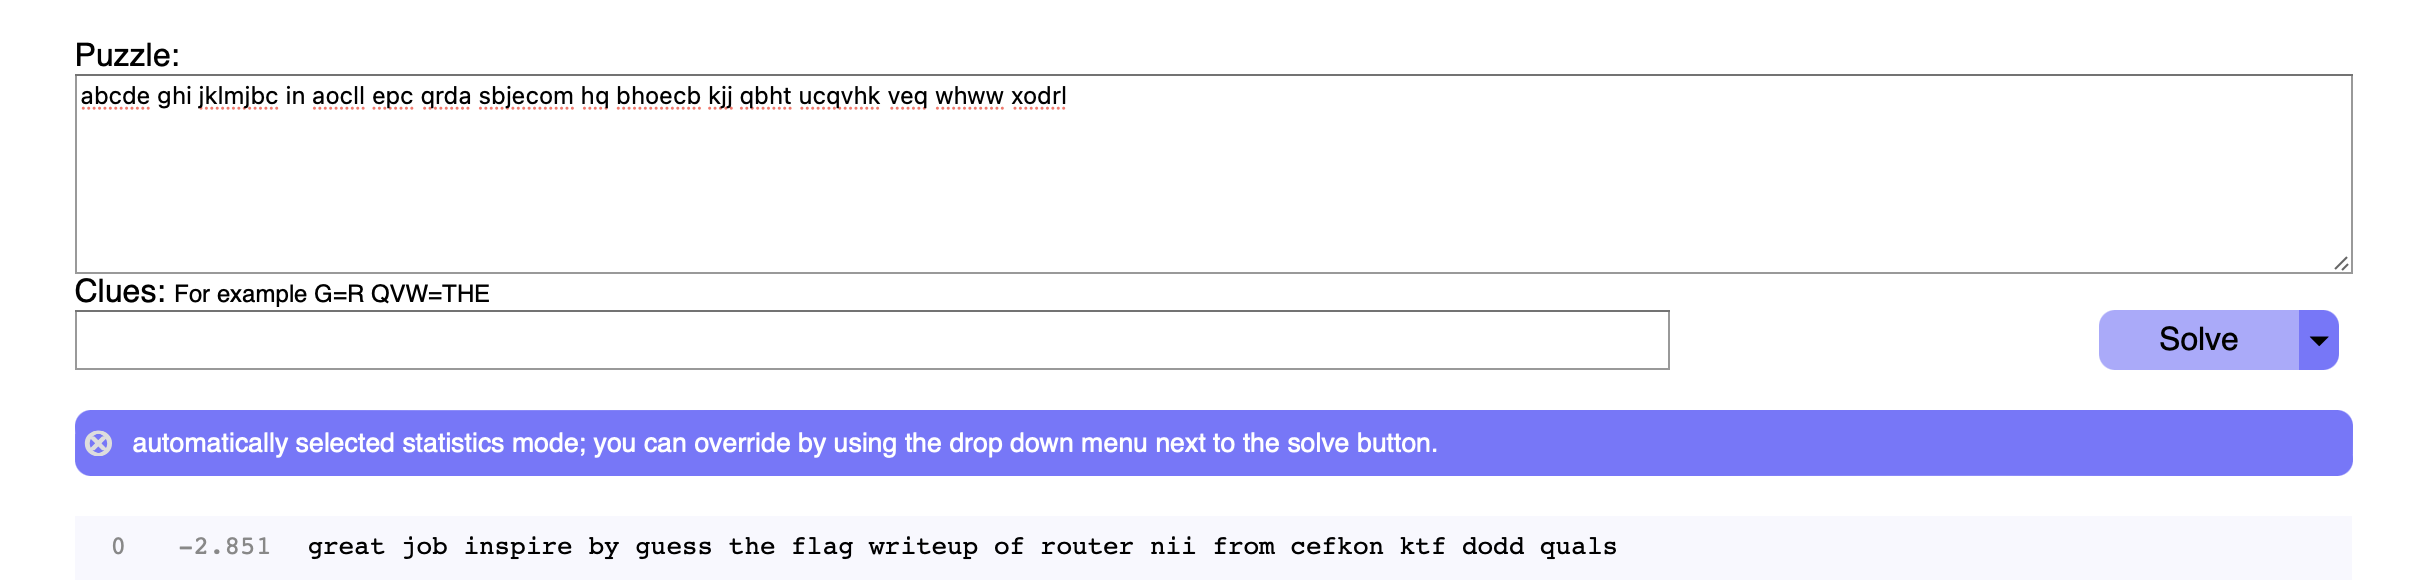 Puzzle:
abcde ghi jklmjbc in aocll epc qrda sbjecom hq bhoecb kjj qbht ucqvhk veq whww xodrl
Clues: For example G=R QVW=THE
Solve
automatically selected statistics mode; you can override by using the drop down menu next to the solve button.
0 -2.851 great job inspire by guess the flag writeup of router nii from cefkon ktf dodd quals